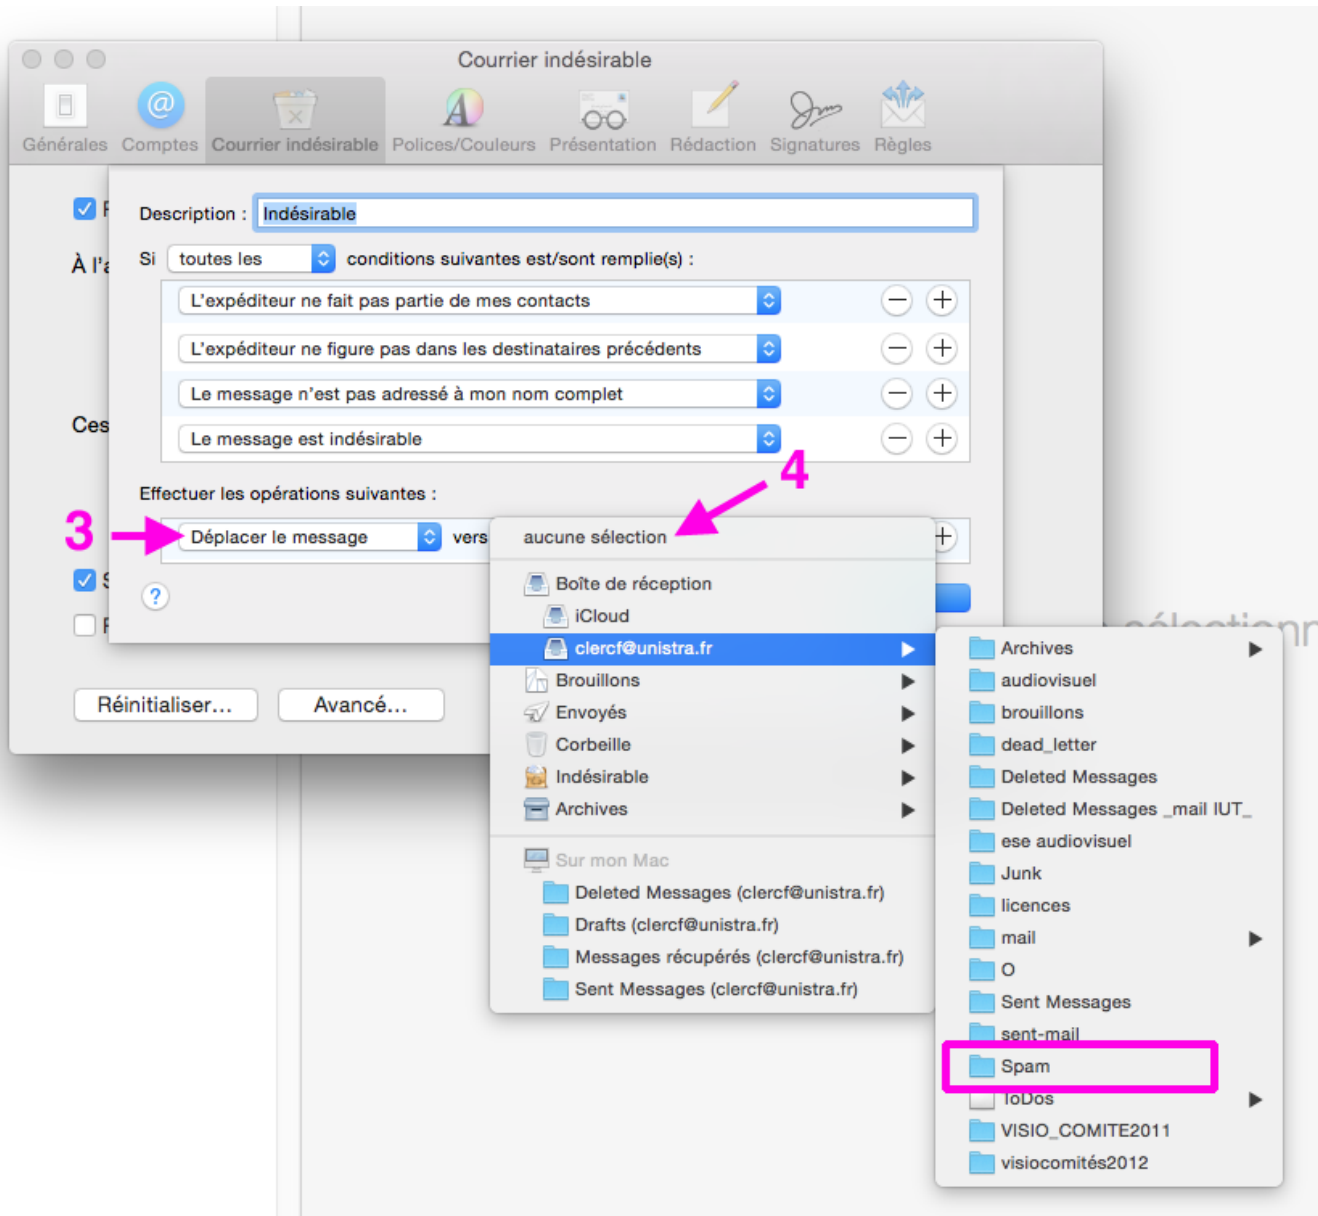 Courrier indésirable
Générales Comptes Courrier indésirable Polices/Couleurs Présentation Rédaction Signatures Règles
Description : Indésirable
À l'a
Si toutes les conditions suivantes est/sont remplie(s) :
L'expéditeur ne fait pas partie de mes contacts
L'expéditeur ne figure pas dans les destinataires précédents
Le message n'est pas adressé à mon nom complet
Ces
Le message est indésirable
4
Effectuer les opérations suivantes :
3 Déplacer le message vers aucune sélection
?
Boîte de réception
iCloud
clercf@unistra.fr
Brouillons
Envoyés
Corbeille
Indésirable
Archives
Sur mon Mac
Deleted Messages (clercf@unistra.fr)
Drafts (clercf@unistra.fr)
Messages récupérés (clercf@unistra.fr)
Sent Messages (clercf@unistra.fr)
Archives
audiovisuel
brouillons
dead_letter
Deleted Messages
Deleted Messages _mail IUT_
ese audiovisuel
Junk
licences
mail
O
Sent Messages
sent-mail
Spam
ToDos
VISIO_COMITE2011
visiocomités2012
Réinitialiser... Avancé...